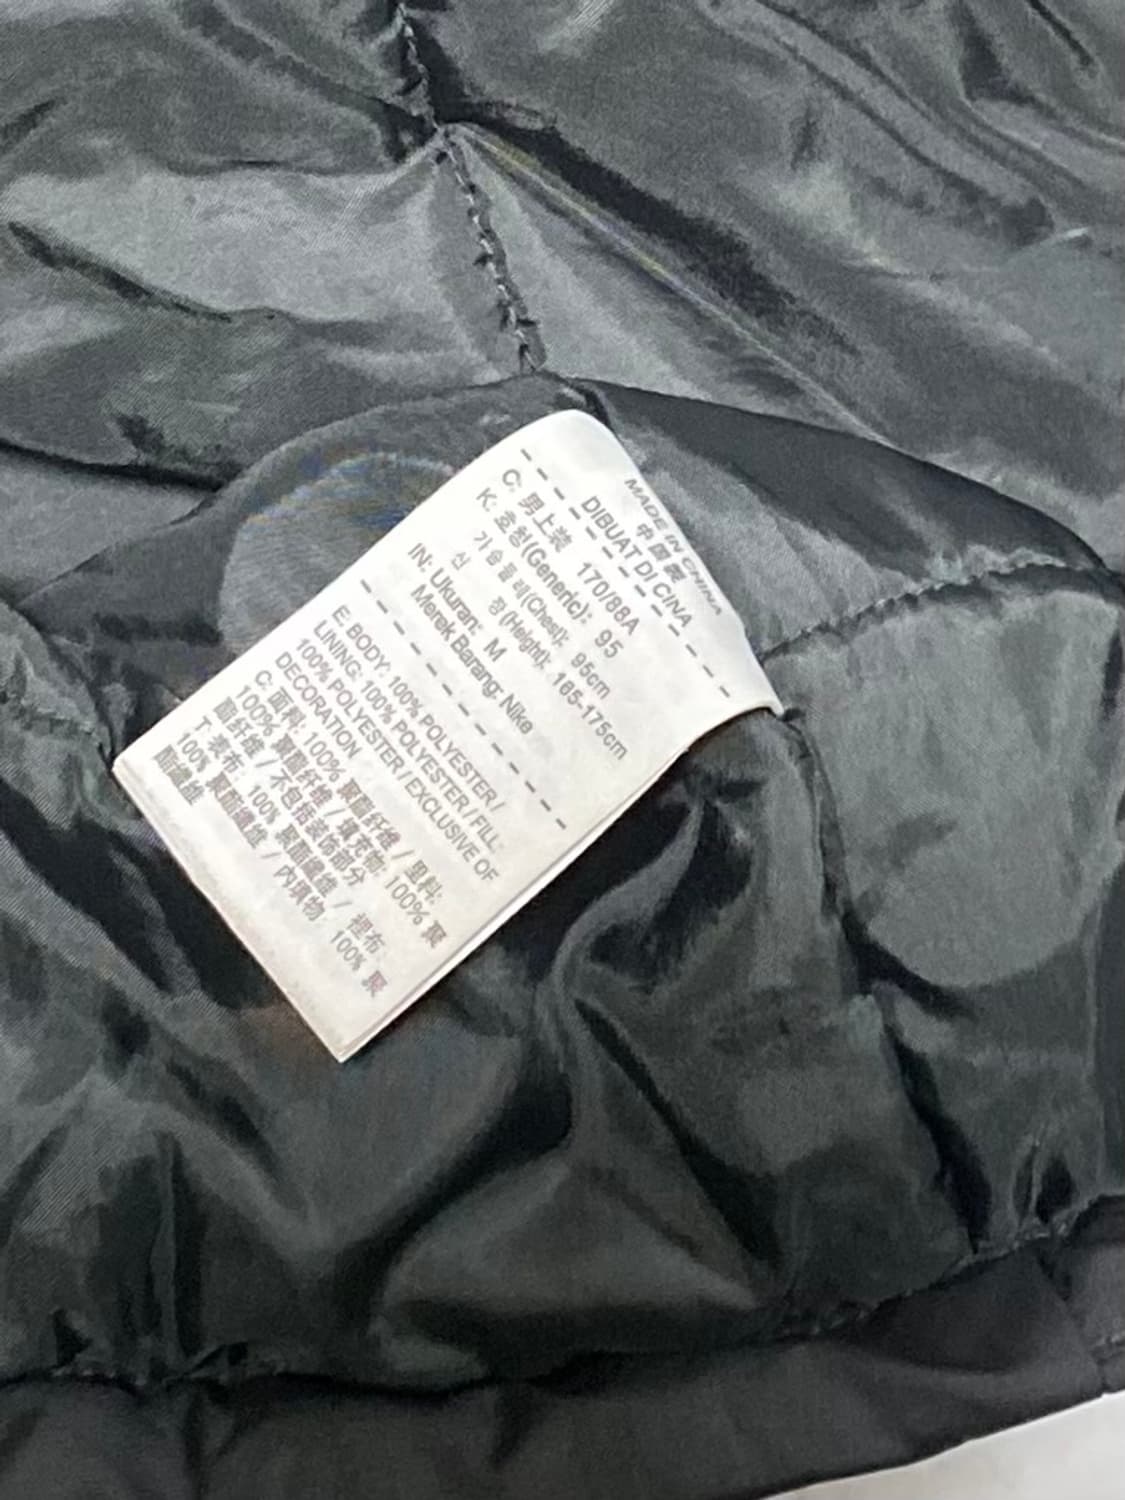 MADE IN CHINA
中国制造
DIBUAT DI CINA
C: 男上装 170/88A
K: 호칭(Generic): 95
가슴둘레(Chest): 95cm
신 장(Height): 165-175cm
IN: Ukuran: M
Merek Barang: Nike
E: BODY: 100% POLYESTER /
LINING: 100% POLYESTER / FILL:
100% POLYESTER / EXCLUSIVE OF
DECORATION
C: 面料: 100% 聚酯纤维 / 里料:
100% 聚酯纤维 / 填充物: 100% 聚
酯纤维 / 不包括装饰部分
T: 表布: 100% 聚酯纖維 / 裡布:
100% 聚酯纖維 / 內填物: 100% 聚
酯纖維